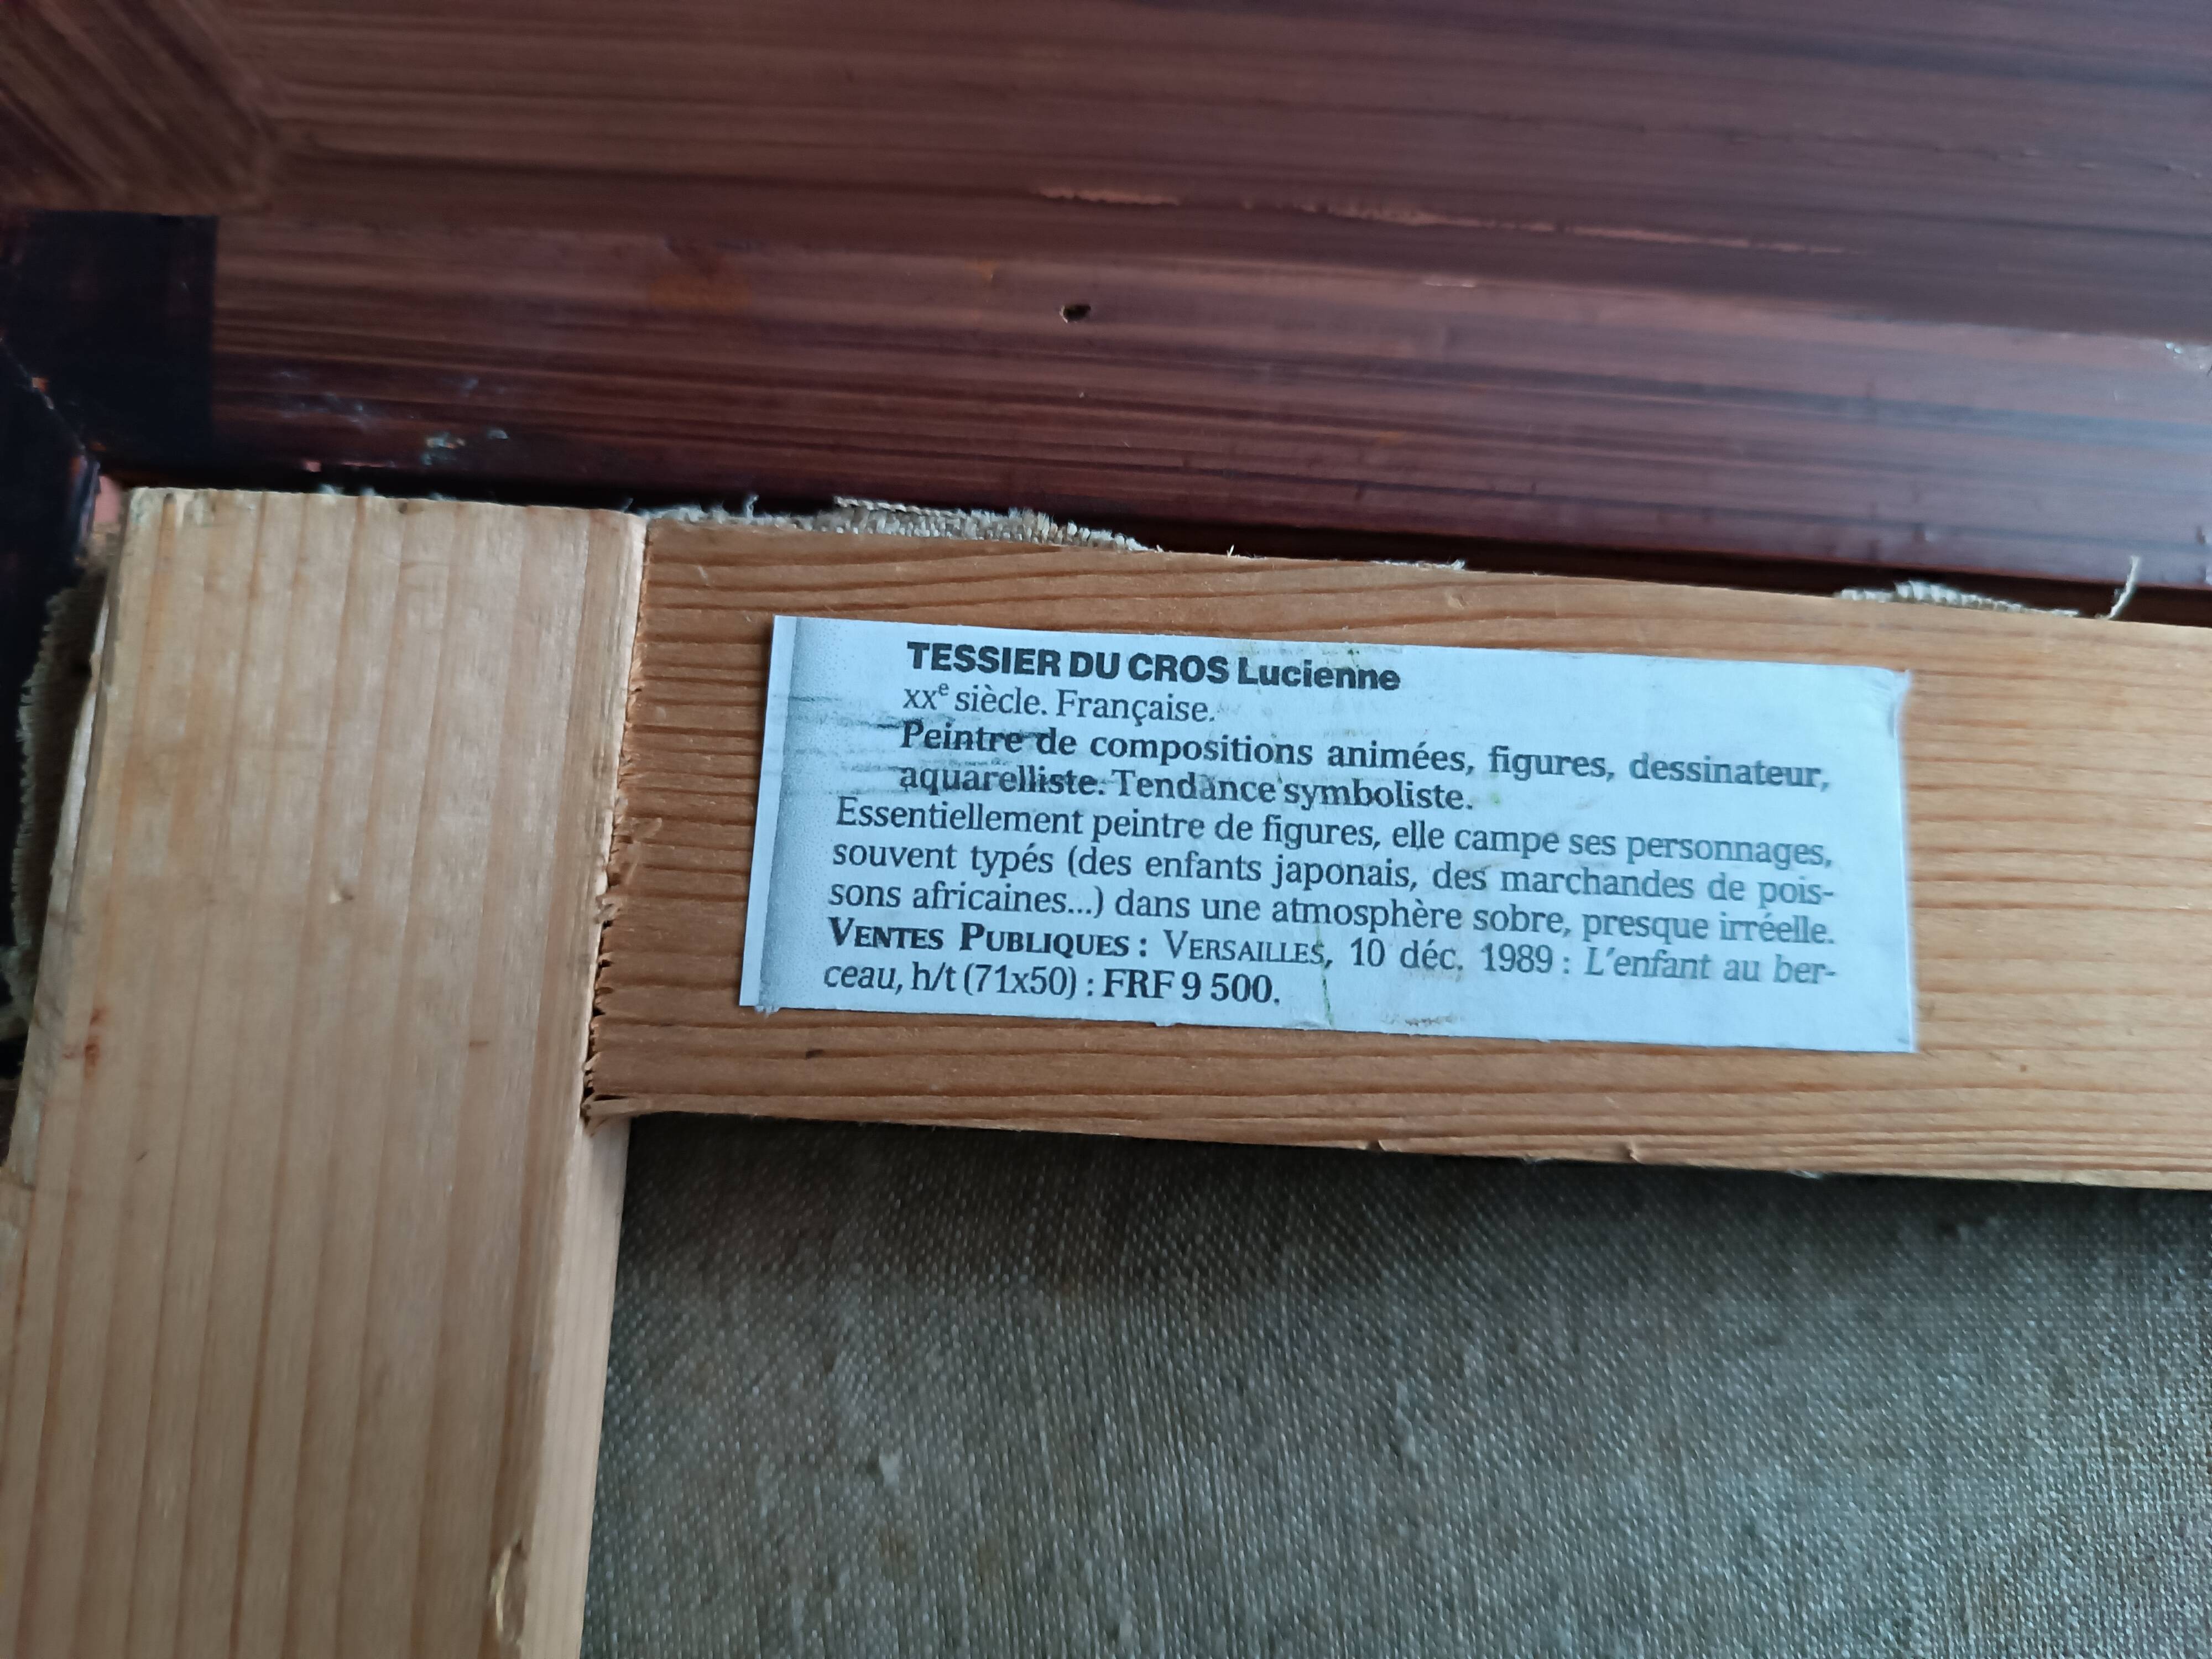 TESSIER DU CROS Lucienne
XXe siècle. Française.
Peintre de compositions animées, figures, dessinateur,
aquarelliste. Tendance symboliste.
Essentiellement peintre de figures, elle campe ses personnages,
souvent typés (des enfants japonais, des marchandes de pois-
sons africaines...) dans une atmosphère sobre, presque irréelle.
VENTES PUBLIQUES : VERSAILLES, 10 déc. 1989 : L'enfant au ber-
ceau, h/t (71x50) : FRF 9 500.